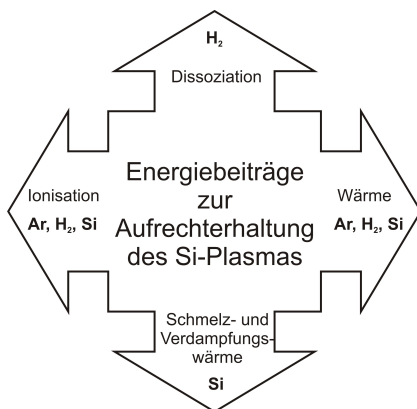 H₂
Dissoziation
Energiebeiträge
zur
Aufrechterhaltung
des Si-Plasmas
Ionisation
Ar, H₂, Si
Wärme
Ar, H₂, Si
Schmelz- und
Verdampfungs-
wärme
Si